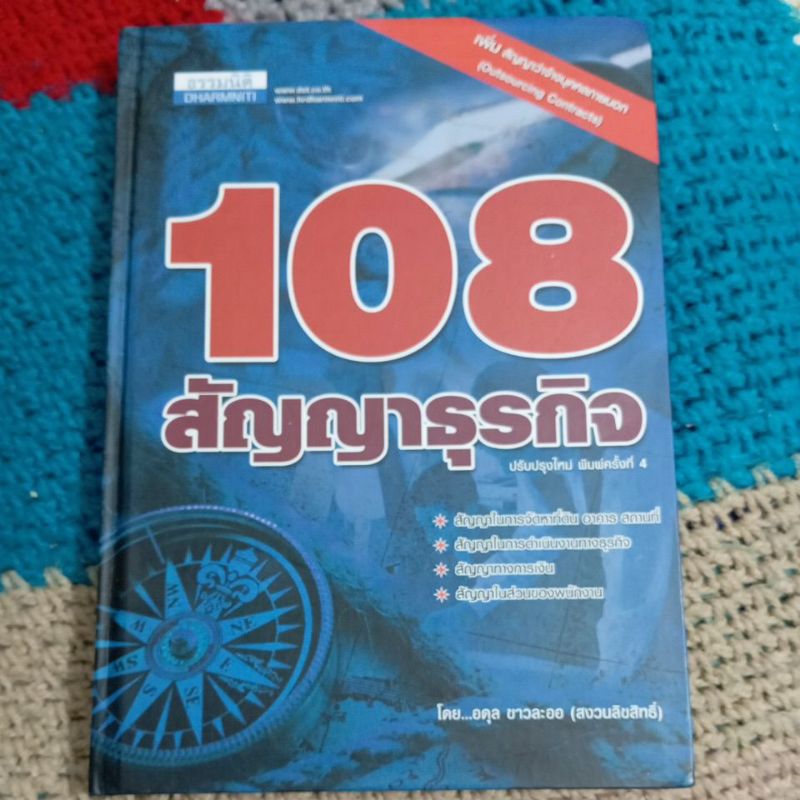 ธรรมนิติ
DHARMNITI
www.dst.co.th
www.tordharmniti.com
เพิ่ม สัญญาว่าจ้างบุคคลภายนอก
(Outsourcing Contracts)
108
สัญญาธุรกิจ
ปรับปรุงใหม่ พิมพ์ครั้งที่ 4
สัญญาในการจัดหาที่ดิน อาคาร สถานที่
สัญญาในการดำเนินงานทางธุรกิจ
สัญญาทางการเงิน
สัญญาในส่วนของพนักงาน
โดย...อดุล ขาวละออ (สงวนลิขสิทธิ์)
NW
W
SW
S
SE
E
NE